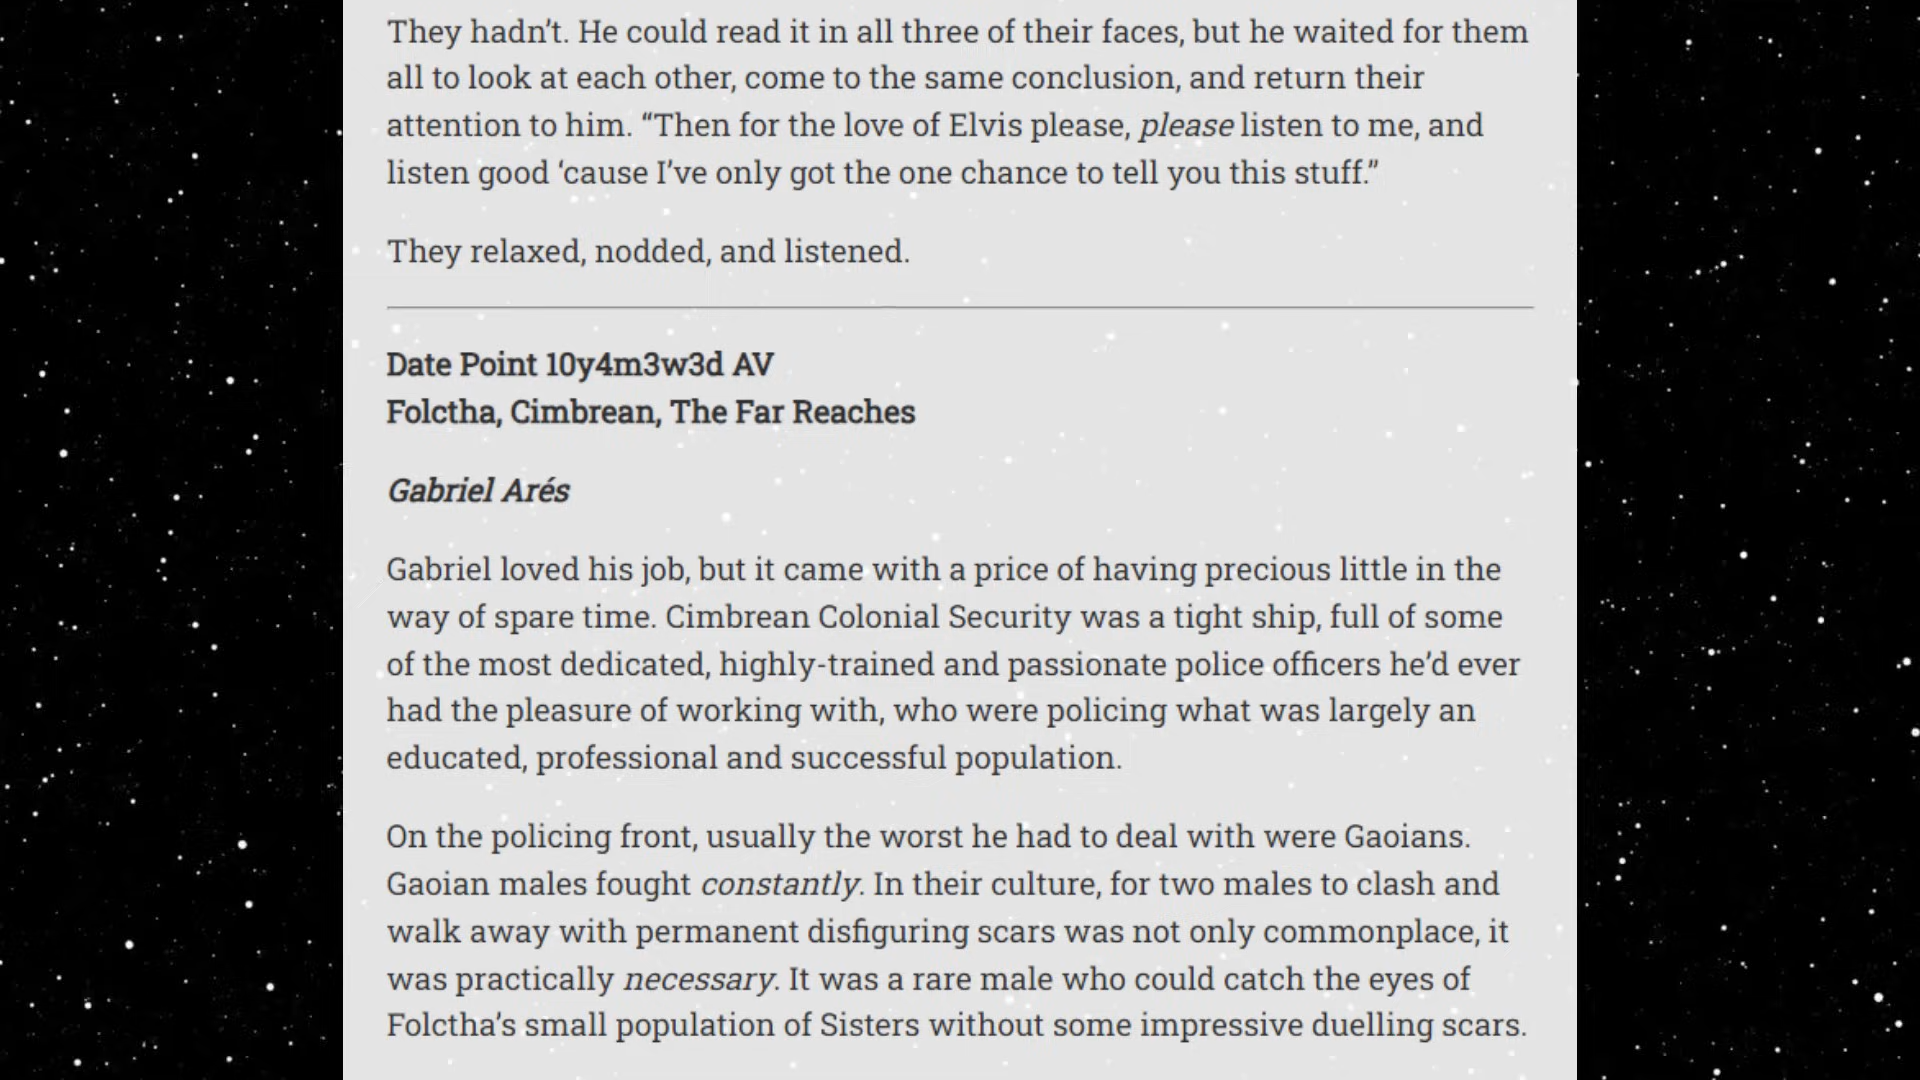 They hadn’t. He could read it in all three of their faces, but he waited for them
all to look at each other, come to the same conclusion, and return their
attention to him. “Then for the love of Elvis please, please listen to me, and
listen good ‘cause I’ve only got the one chance to tell you this stuff.”
They relaxed, nodded, and listened.
Date Point 10y4m3w3d AV
Folctha, Cimbrean, The Far Reaches
Gabriel Arés
Gabriel loved his job, but it came with a price of having precious little in the
way of spare time. Cimbrean Colonial Security was a tight ship, full of some
of the most dedicated, highly-trained and passionate police officers he’d ever
had the pleasure of working with, who were policing what was largely an
educated, professional and successful population.
On the policing front, usually the worst he had to deal with were Gaoians.
Gaoian males fought constantly. In their culture, for two males to clash and
walk away with permanent disfiguring scars was not only commonplace, it
was practically necessary. It was a rare male who could catch the eyes of
Folctha’s small population of Sisters without some impressive duelling scars.